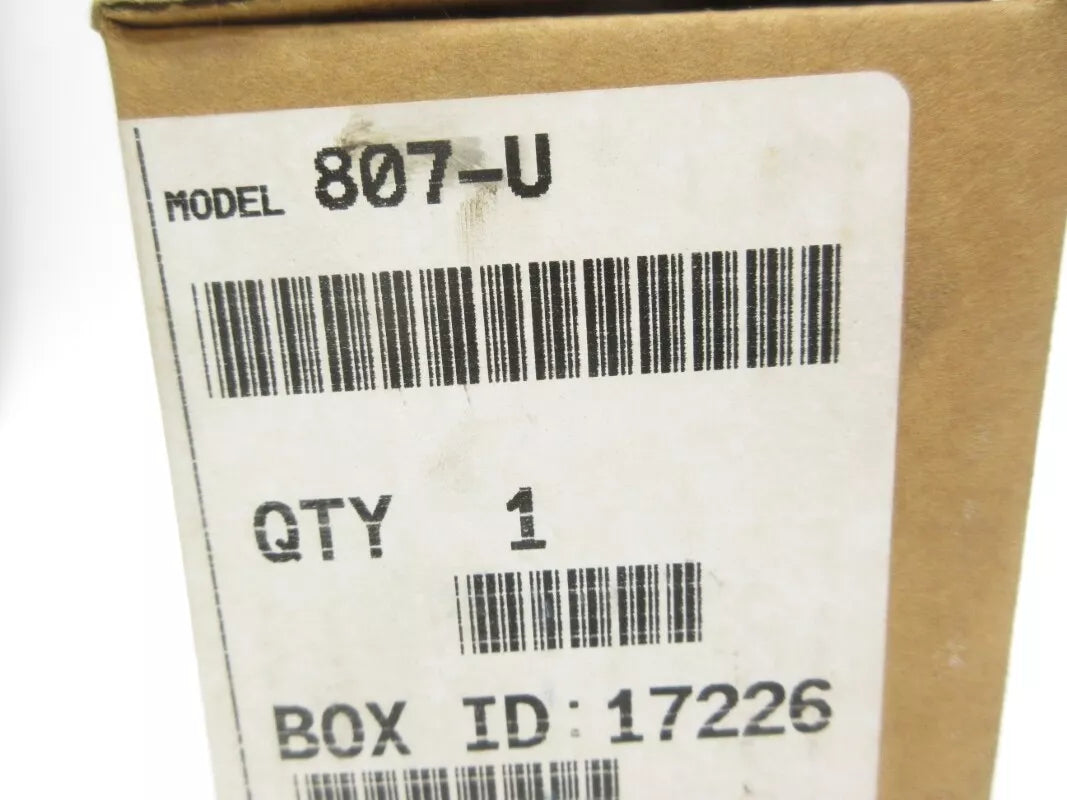 MODEL 807-U
QTY 1
BOX ID: 17226